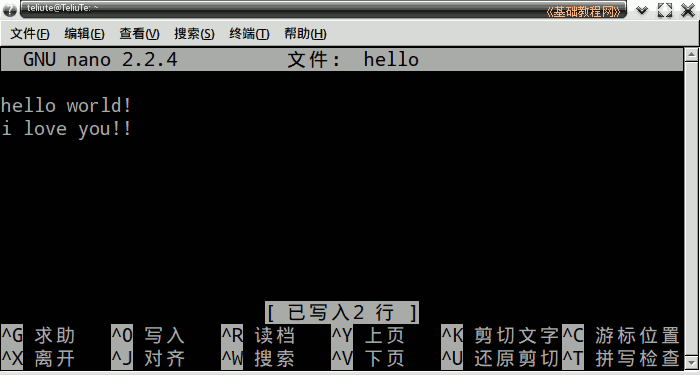 teliute@TeliuTe: ~
《基础教程网》
文件(F) 编辑(E) 查看(V) 搜索(S) 终端(T) 帮助(H)
GNU nano 2.2.4 文件: hello
hello world!
i love you!!
[ 已写入2 行 ]
^G 求助 ^O 写入 ^R 读档 ^Y 上页 ^K 剪切文字 ^C 游标位置
^X 离开 ^J 对齐 ^W 搜索 ^V 下页 ^U 还原剪切 ^T 拼写检查